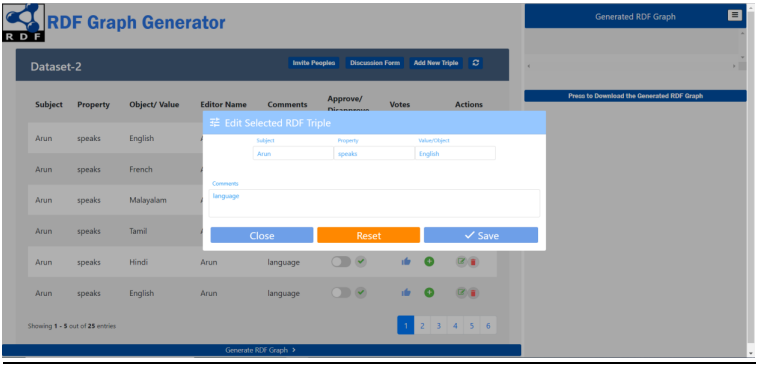 RDF Graph Generator
R D F
Generated RDF Graph
Dataset-2
Invite Peoples Discussion Form Add New Triple
Press to Download the Generated RDF Graph
Subject Property Object/ Value Editor Name Comments Approve/ Disapprove Votes Actions
Edit Selected RDF Triple
Subject Property Value/Object
Arun speaks English
Comments
language
Close Reset Save
Arun speaks English
Arun speaks French
Arun speaks Malayalam
Arun speaks Tamil
Arun speaks Hindi Arun language
Arun speaks English Arun language
Showing 1 - 5 out of 25 entries
1 2 3 4 5 6
Generate RDF Graph >